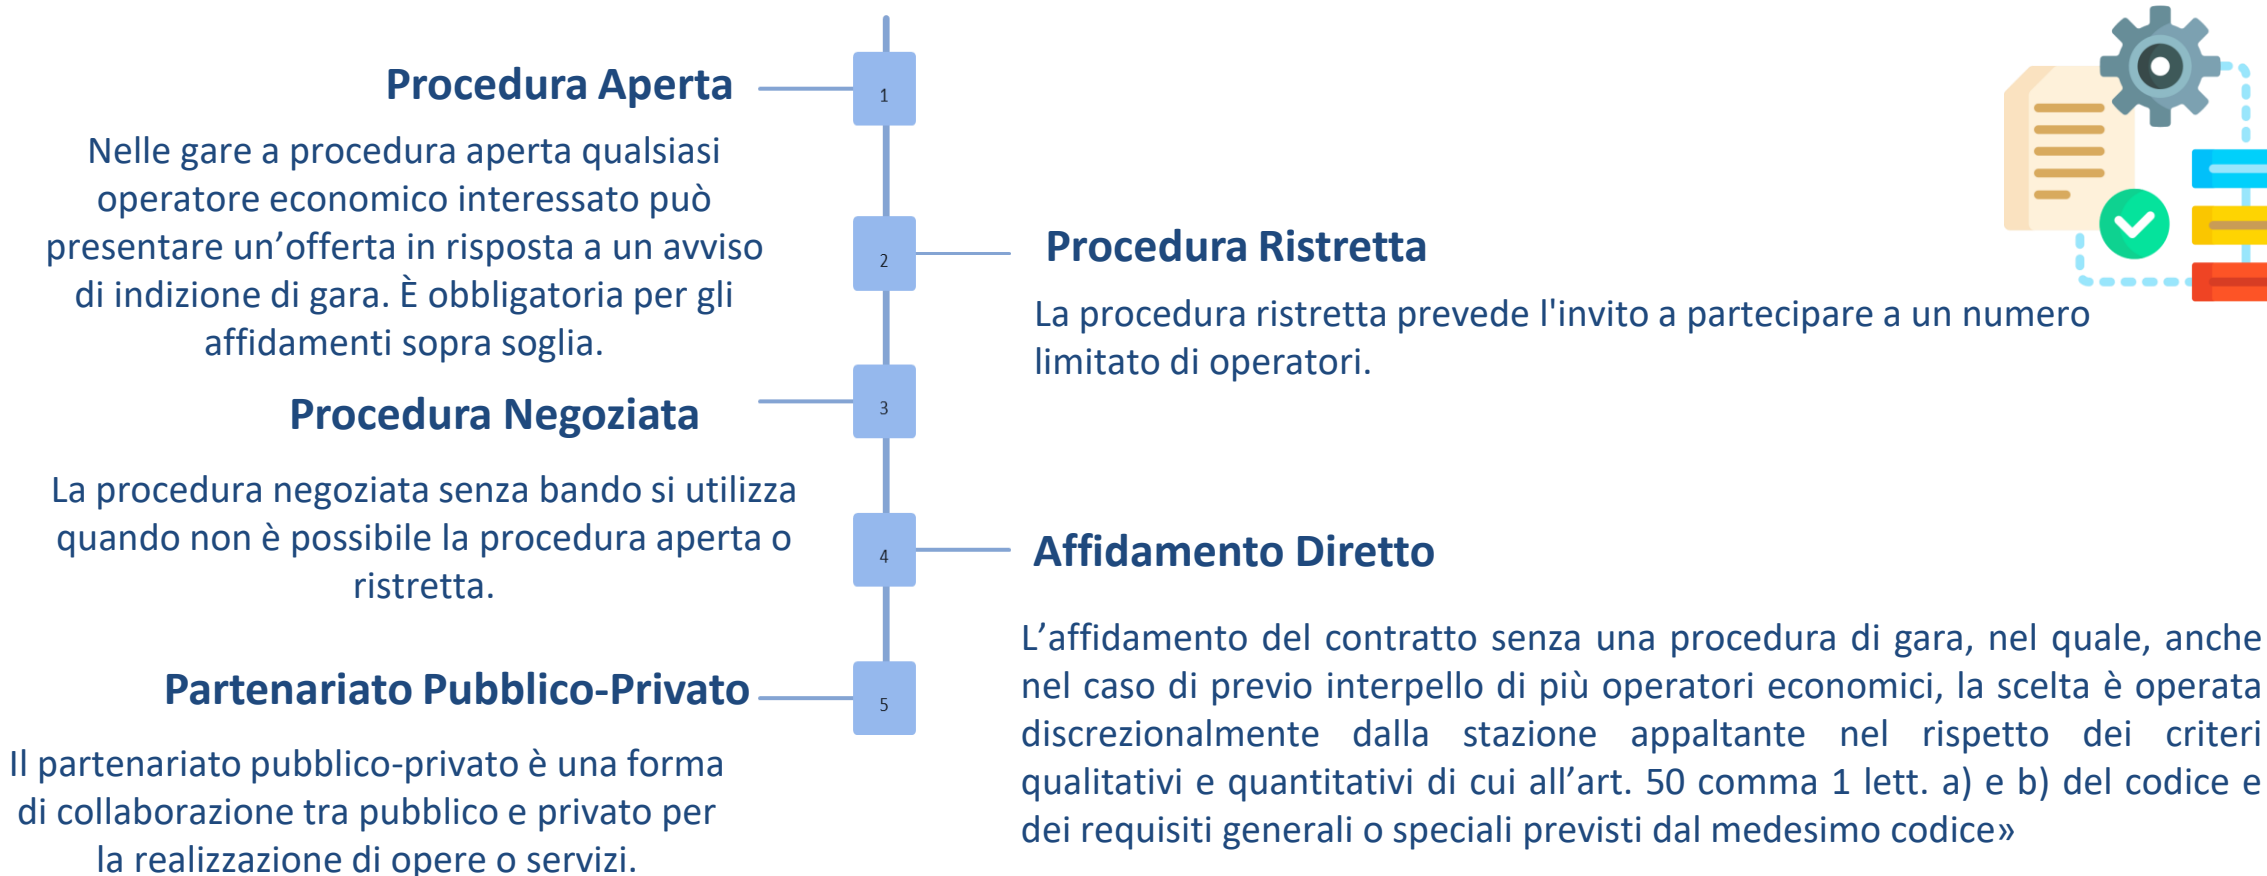 Procedura Aperta
1
Nelle gare a procedura aperta qualsiasi
operatore economico interessato può
presentare un’offerta in risposta a un avviso
di indizione di gara. È obbligatoria per gli
affidamenti sopra soglia.
2
Procedura Ristretta
La procedura ristretta prevede l'invito a partecipare a un numero
limitato di operatori.
Procedura Negoziata
3
La procedura negoziata senza bando si utilizza
quando non è possibile la procedura aperta o
ristretta.
4
Affidamento Diretto
L’affidamento del contratto senza una procedura di gara, nel quale, anche
nel caso di previo interpello di più operatori economici, la scelta è operata
discrezionalmente dalla stazione appaltante nel rispetto dei criteri
qualitativi e quantitativi di cui all’art. 50 comma 1 lett. a) e b) del codice e
dei requisiti generali o speciali previsti dal medesimo codice»
Partenariato Pubblico-Privato
5
Il partenariato pubblico-privato è una forma
di collaborazione tra pubblico e privato per
la realizzazione di opere o servizi.